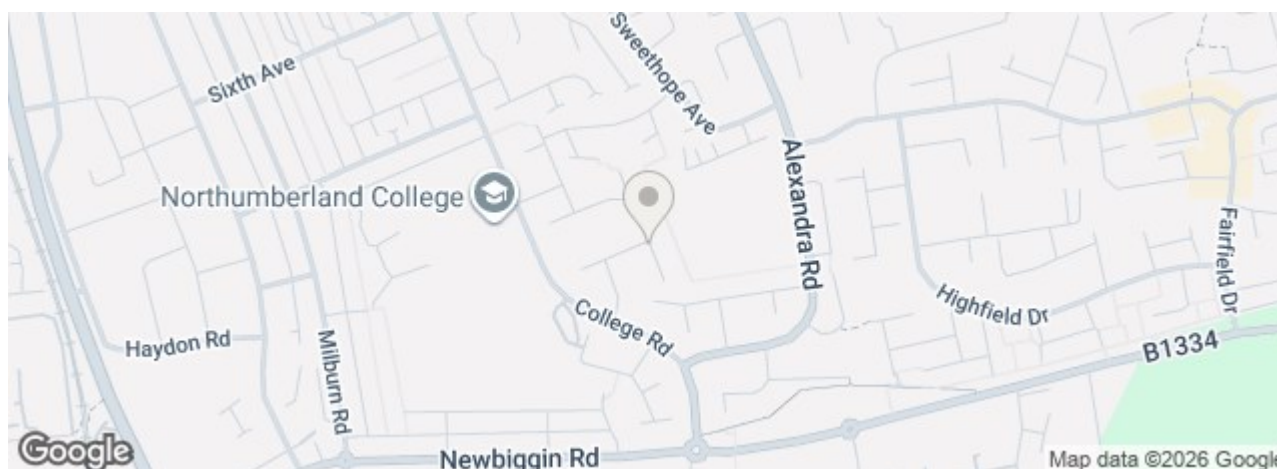 Sweethope Ave
Sixth Ave
Alexandra Rd
Northumberland College
Fairfield Dr
Highfield Dr
College Rd
Haydon Rd
Milburn Rd
B1334
Newbiggin Rd
Google
Map data ©2026 Google